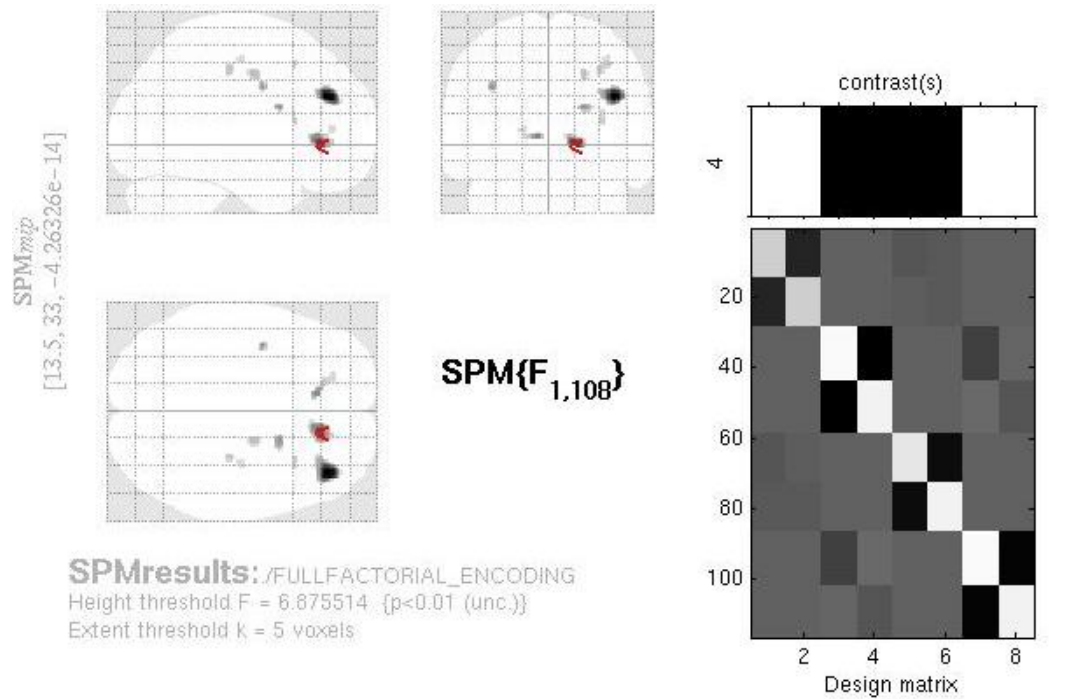 SPMmip
[13.5, 33, -4.26326e-14]
SPM{F1,108}
SPMresults: ./FULLFACTORIAL_ENCODING
Height threshold F = 6.875514 {p<0.01 (unc.)}
Extent threshold k = 5 voxels
contrast(s)
4
20
40
60
80
100
2 4 6 8
Design matrix